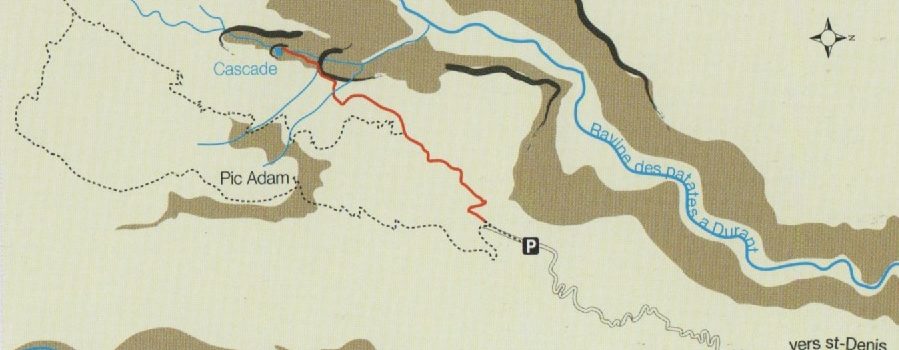 N
Cascade
Ravine des patates a Durant
Pic Adam
P
vers st-Denis